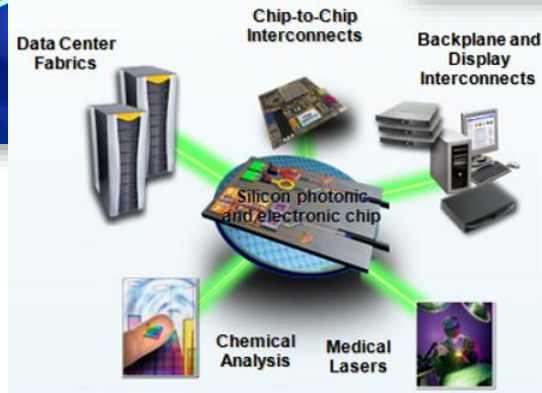 Chip-to-Chip
Interconnects
Data Center
Fabrics
Backplane and
Display
Interconnects
Silicon photonic
and electronic chip
Chemical
Analysis
Medical
Lasers